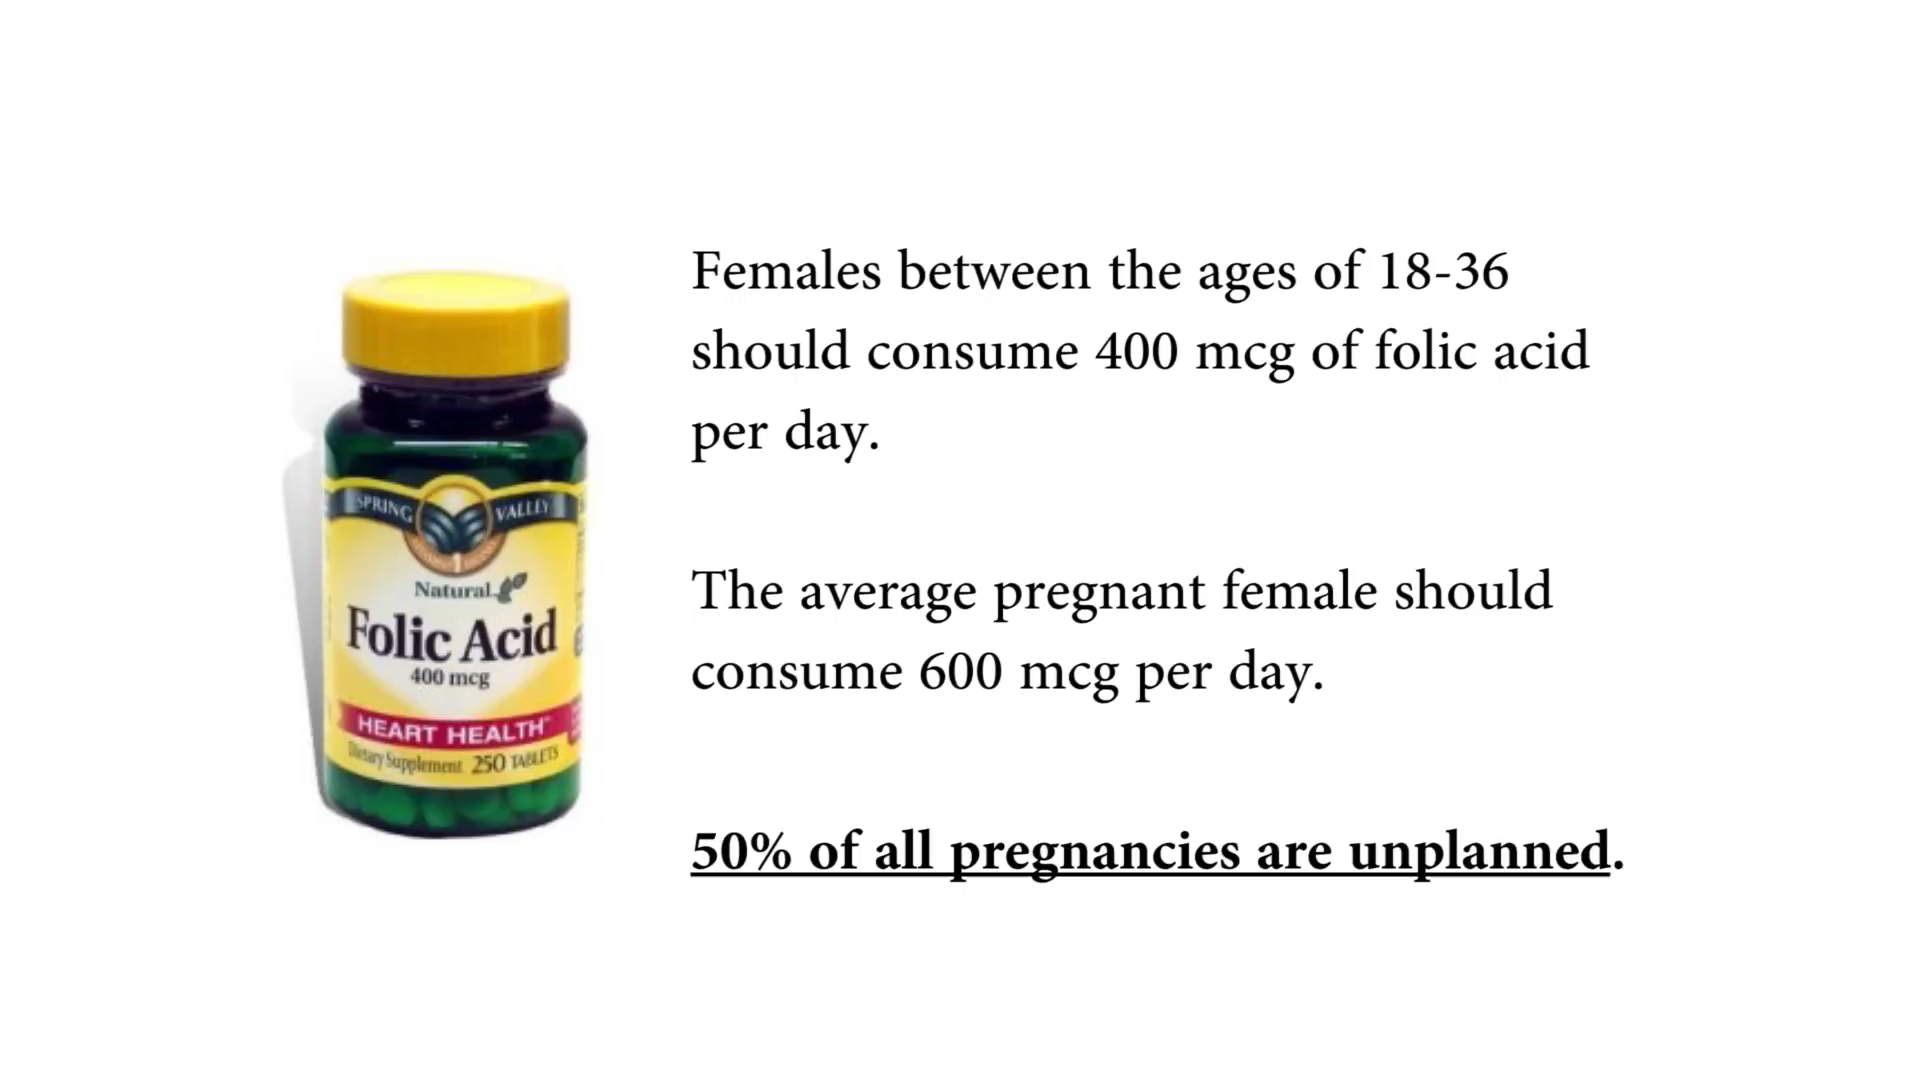 Females between the ages of 18-36
should consume 400 mcg of folic acid
per day.
The average pregnant female should
consume 600 mcg per day.
50% of all pregnancies are unplanned.
SPRING VALLEY
Natural
Folic Acid
400 mcg
HEART HEALTH
Dietary Supplement 250 TABLETS